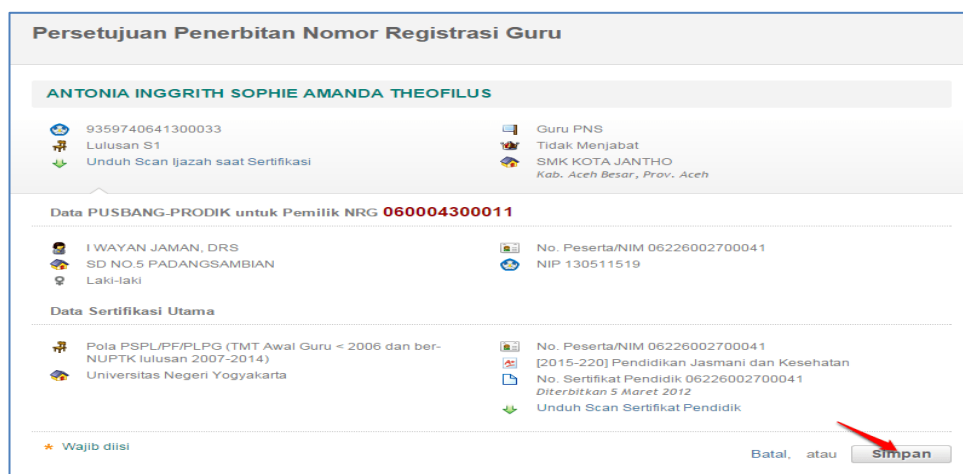 Persetujuan Penerbitan Nomor Registrasi Guru
ANTONIA INGGRITH SOPHIE AMANDA THEOFILUS
9359740641300033
Guru PNS
Lulusan S1
Tidak Menjabat
Unduh Scan Ijazah saat Sertifikasi
SMK KOTA JANTHO
Kab. Aceh Besar, Prov. Aceh
Data PUSBANG-PRODIK untuk Pemilik NRG 060004300011
I WAYAN JAMAN, DRS
No. Peserta/NIM 06226002700041
SD NO.5 PADANGSAMBIAN
NIP 130511519
Laki-laki
Data Sertifikasi Utama
Pola PSPL/PF/PLPG (TMT Awal Guru < 2006 dan ber-
NUPTK lulusan 2007-2014)
Universitas Negeri Yogyakarta
No. Peserta/NIM 06226002700041
[2015-220] Pendidikan Jasmani dan Kesehatan
No. Sertifikat Pendidik 06226002700041
Diterbitkan 5 Maret 2012
Unduh Scan Sertifikat Pendidik
* Wajib diisi
Batal, atau Simpan